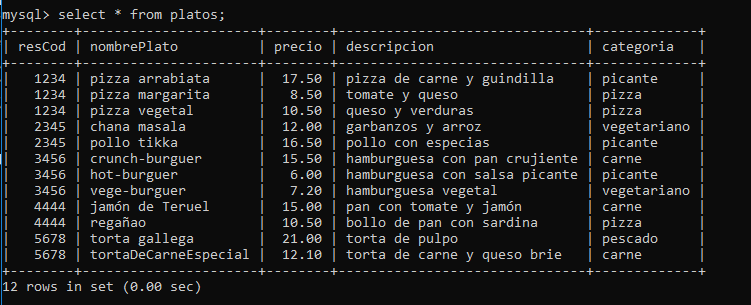 mysql> select * from platos;
+--------+----------------------+--------+------------------------------+-------------+
| resCod | nombrePlato | precio | descripcion | categoria |
+--------+----------------------+--------+------------------------------+-------------+
| 1234 | pizza arrabiata | 17.50 | pizza de carne y guindilla | picante |
| 1234 | pizza margarita | 8.50 | tomate y queso | pizza |
| 1234 | pizza vegetal | 10.50 | queso y verduras | pizza |
| 2345 | chana masala | 12.00 | garbanzos y arroz | vegetariano |
| 2345 | pollo tikka | 16.50 | pollo con especias | picante |
| 3456 | crunch-burguer | 15.50 | hamburguesa con pan crujiente | carne |
| 3456 | hot-burguer | 6.00 | hamburguesa con salsa picante | picante |
| 3456 | vege-burguer | 7.20 | hamburguesa vegetal | vegetariano |
| 4444 | jamón de Teruel | 15.00 | pan con tomate y jamón | carne |
| 4444 | regañao | 10.50 | bollo de pan con sardina | pizza |
| 5678 | torta gallega | 21.00 | torta de pulpo | pescado |
| 5678 | tortaDeCarneEspecial | 12.10 | torta de carne y queso brie | carne |
+--------+----------------------+--------+------------------------------+-------------+
12 rows in set (0.00 sec)